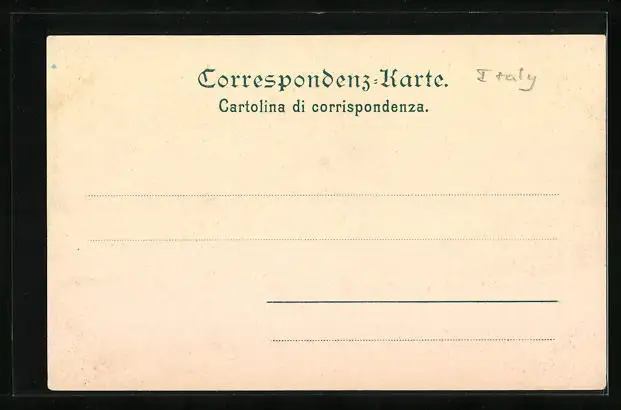 Correspondenz-Karte. Italy
Cartolina di corrispondenza.